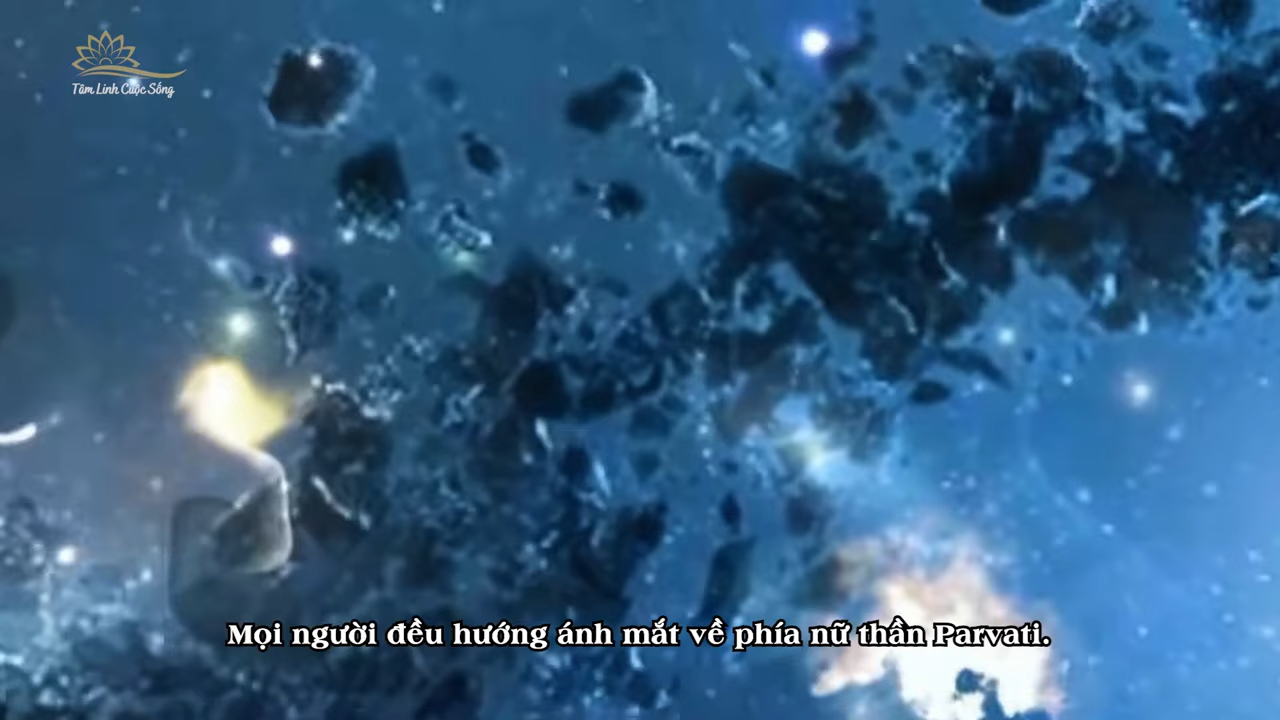 Tâm Linh Cuộc Sống
Mọi người đều hướng ánh mắt về phía nữ thần Parvati.